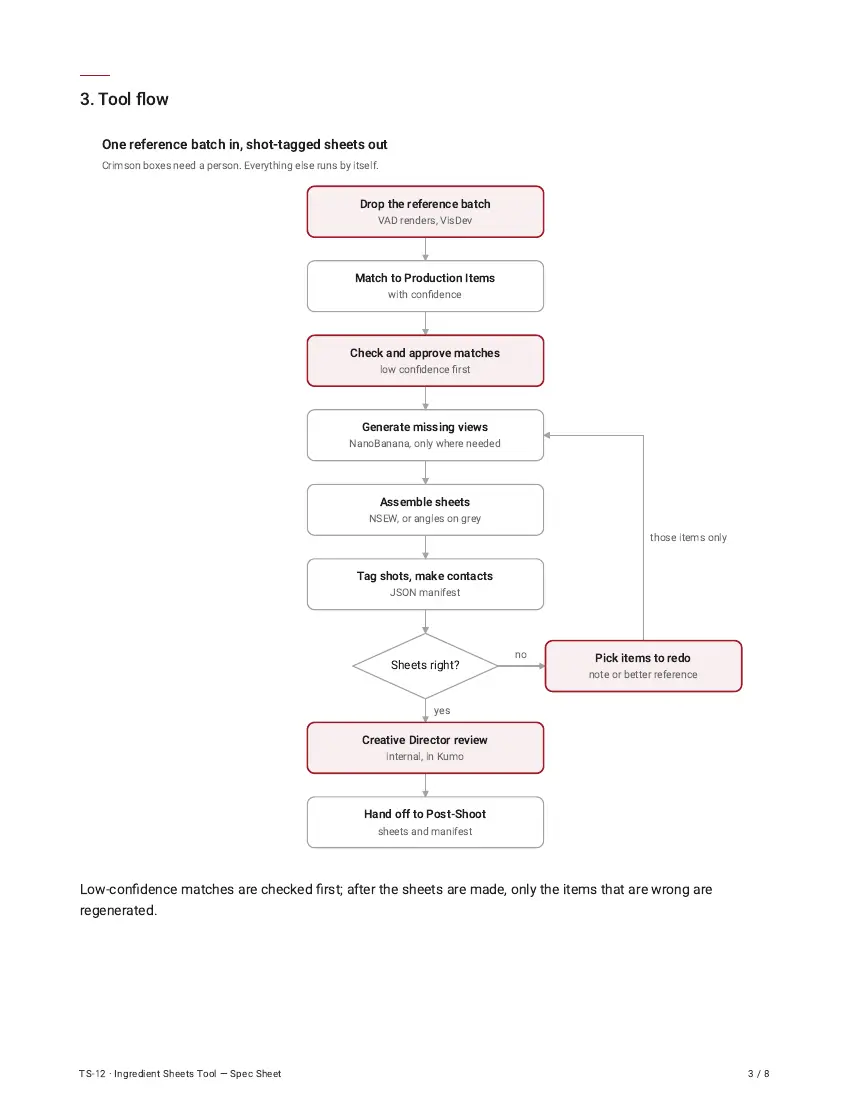 3. Tool flow
One reference batch in, shot-tagged sheets out
Crimson boxes need a person. Everything else runs by itself.
Drop the reference batch
VAD renders, VisDev
Match to Production Items
with confidence
Check and approve matches
low confidence first
Generate missing views
NanoBanana, only where needed
Assemble sheets
NSEW, or angles on grey
those items only
Tag shots, make contacts
JSON manifest
Sheets right?
no
Pick items to redo
note or better reference
yes
Creative Director review
internal, in Kumo
Hand off to Post-Shoot
sheets and manifest
Low-confidence matches are checked first; after the sheets are made, only the items that are wrong are
regenerated.
TS-12 · Ingredient Sheets Tool — Spec Sheet
3 / 8